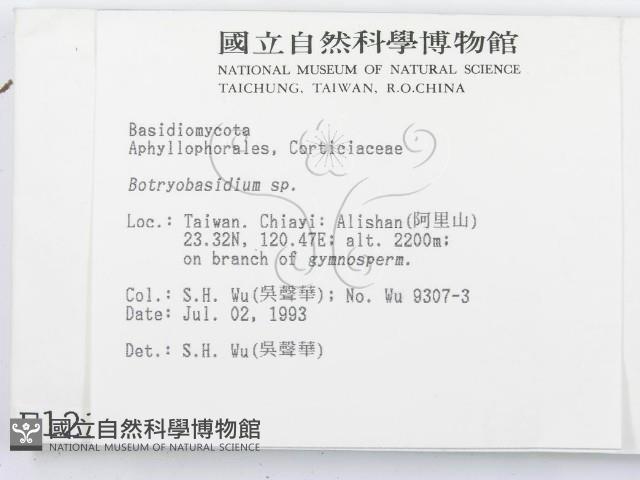 國立自然科學博物館
NATIONAL MUSEUM OF NATURAL SCIENCE
TAICHUNG, TAIWAN, R.O.CHINA
Basidiomycota
Aphyllophorales, Corticiaceae
Botryobasidium sp.
Loc.: Taiwan. Chiayi: Alishan(阿里山)
23.32N, 120.47E; alt. 2200m;
on branch of gymnosperm.
Col.: S.H. Wu(吳聲華); No. Wu 9307-3
Date: Jul. 02, 1993
Det.: S.H. Wu(吳聲華)
國立自然科學博物館
NATIONAL MUSEUM OF NATURAL SCIENCE